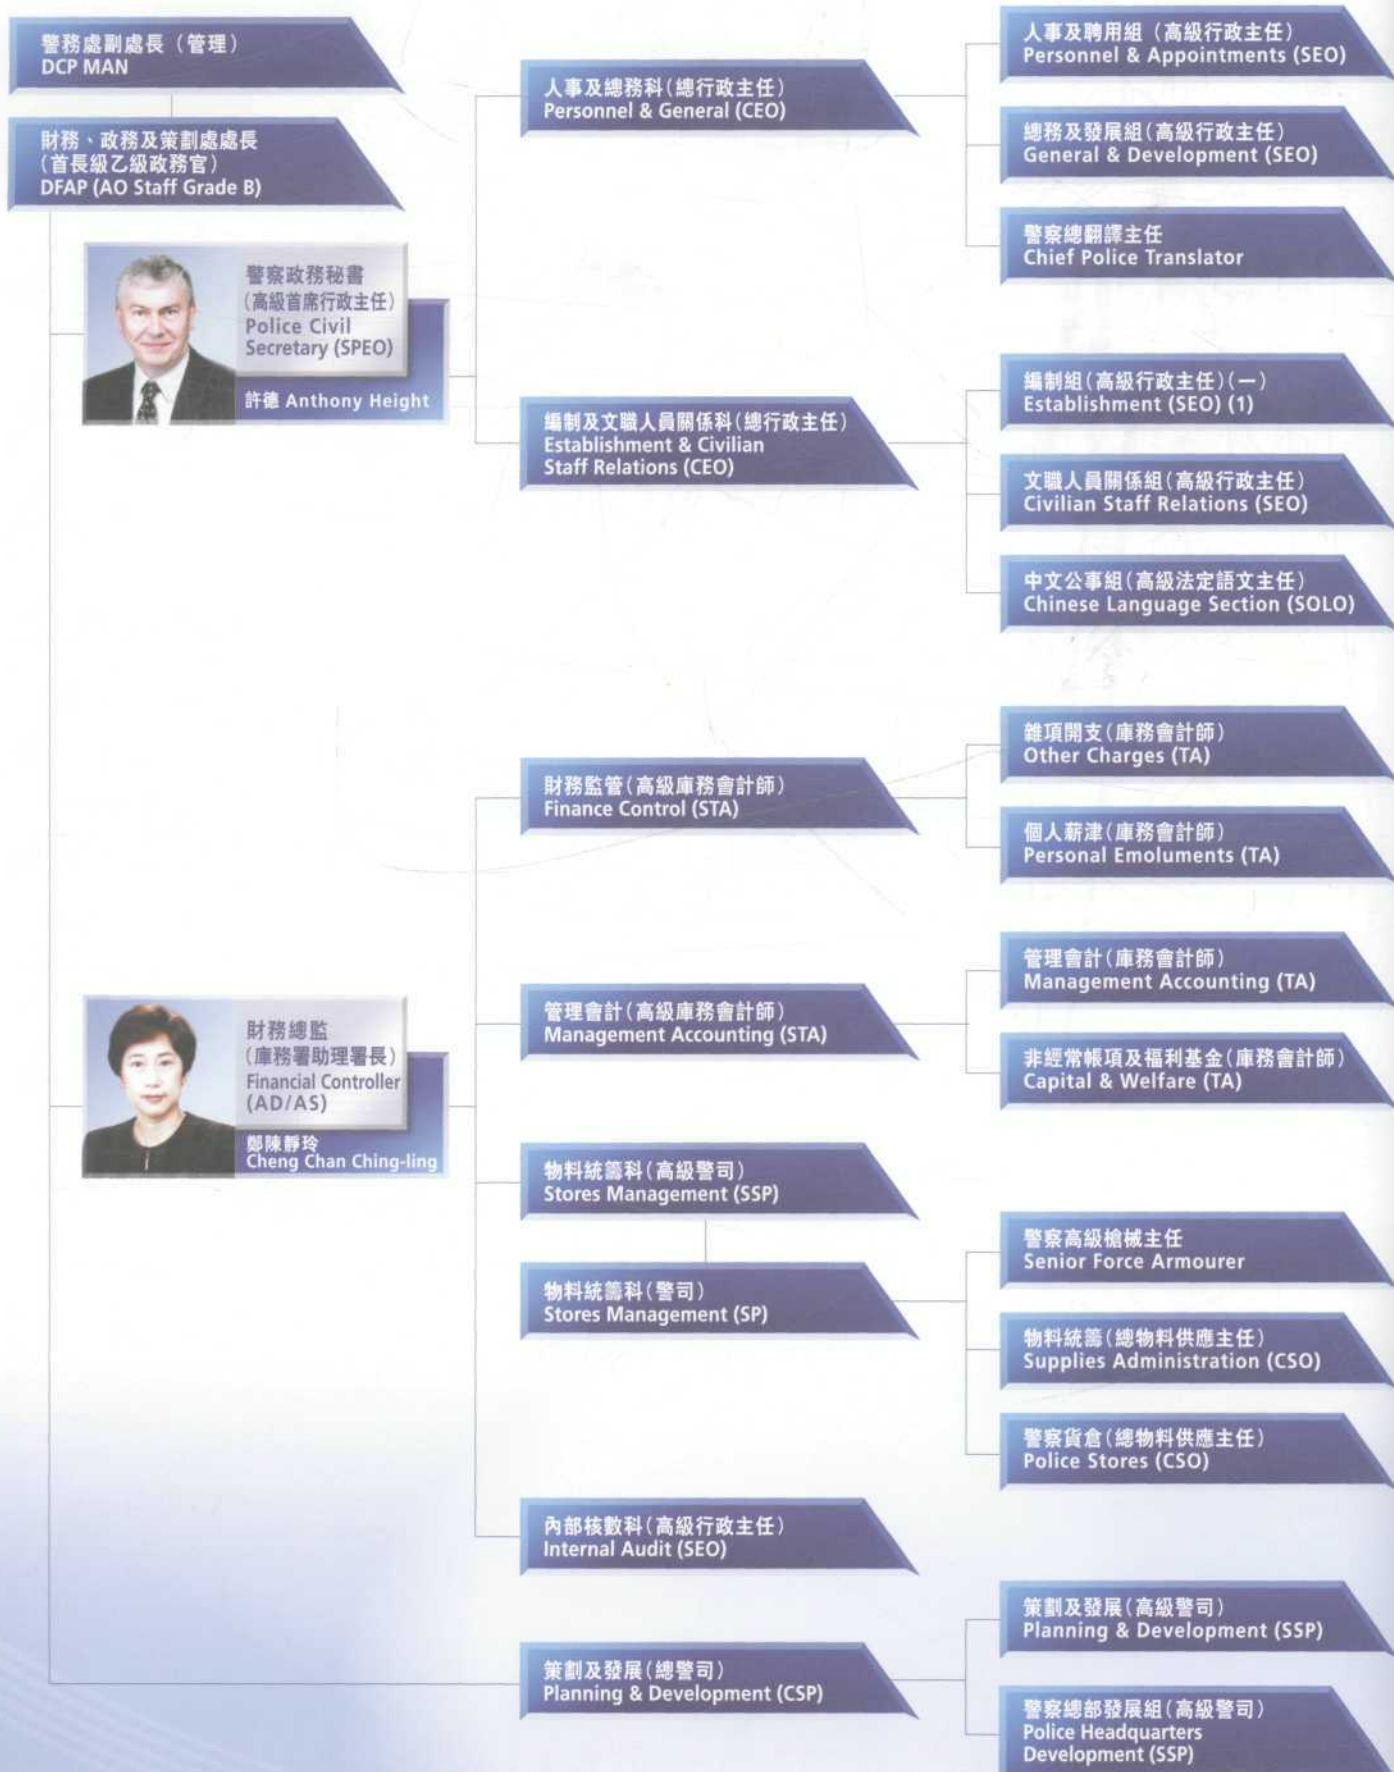 警務處副處長（管理）
DCP MAN
財務、政務及策劃處處長
（首長級乙級政務官）
DFAP (AO Staff Grade B)
警察政務秘書
（高級首席行政主任）
Police Civil
Secretary (SPEO)
許德 Anthony Height
人事及總務科（總行政主任）
Personnel & General (CEO)
人事及聘用組（高級行政主任）
Personnel & Appointments (SEO)
總務及發展組（高級行政主任）
General & Development (SEO)
警察總翻譯主任
Chief Police Translator
編制及文職人員關係科（總行政主任）
Establishment & Civilian
Staff Relations (CEO)
編制組（高級行政主任）（一）
Establishment (SEO) (1)
文職人員關係組（高級行政主任）
Civilian Staff Relations (SEO)
中文公事組（高級法定語文主任）
Chinese Language Section (SOLO)
財務總監
（庫務署助理署長）
Financial Controller
(AD/AS)
鄭陳靜玲
Cheng Chan Ching-ling
財務監管（高級庫務會計師）
Finance Control (STA)
雜項開支（庫務會計師）
Other Charges (TA)
個人薪津（庫務會計師）
Personal Emoluments (TA)
管理會計（高級庫務會計師）
Management Accounting (STA)
管理會計（庫務會計師）
Management Accounting (TA)
非經常帳項及福利基金（庫務會計師）
Capital & Welfare (TA)
物料統籌科（高級警司）
Stores Management (SSP)
物料統籌科（警司）
Stores Management (SP)
警察高級槍械主任
Senior Force Armourer
物料統籌（總物料供應主任）
Supplies Administration (CSO)
警察貨倉（總物料供應主任）
Police Stores (CSO)
內部核數科（高級行政主任）
Internal Audit (SEO)
策劃及發展（總警司）
Planning & Development (CSP)
策劃及發展（高級警司）
Planning & Development (SSP)
警察總部發展組（高級警司）
Police Headquarters
Development (SSP)